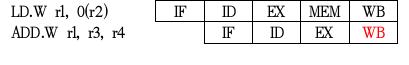 LD.W r1, 0(r2) IF ID EX MEM WB
ADD.W r1, r3, r4 IF ID EX WB